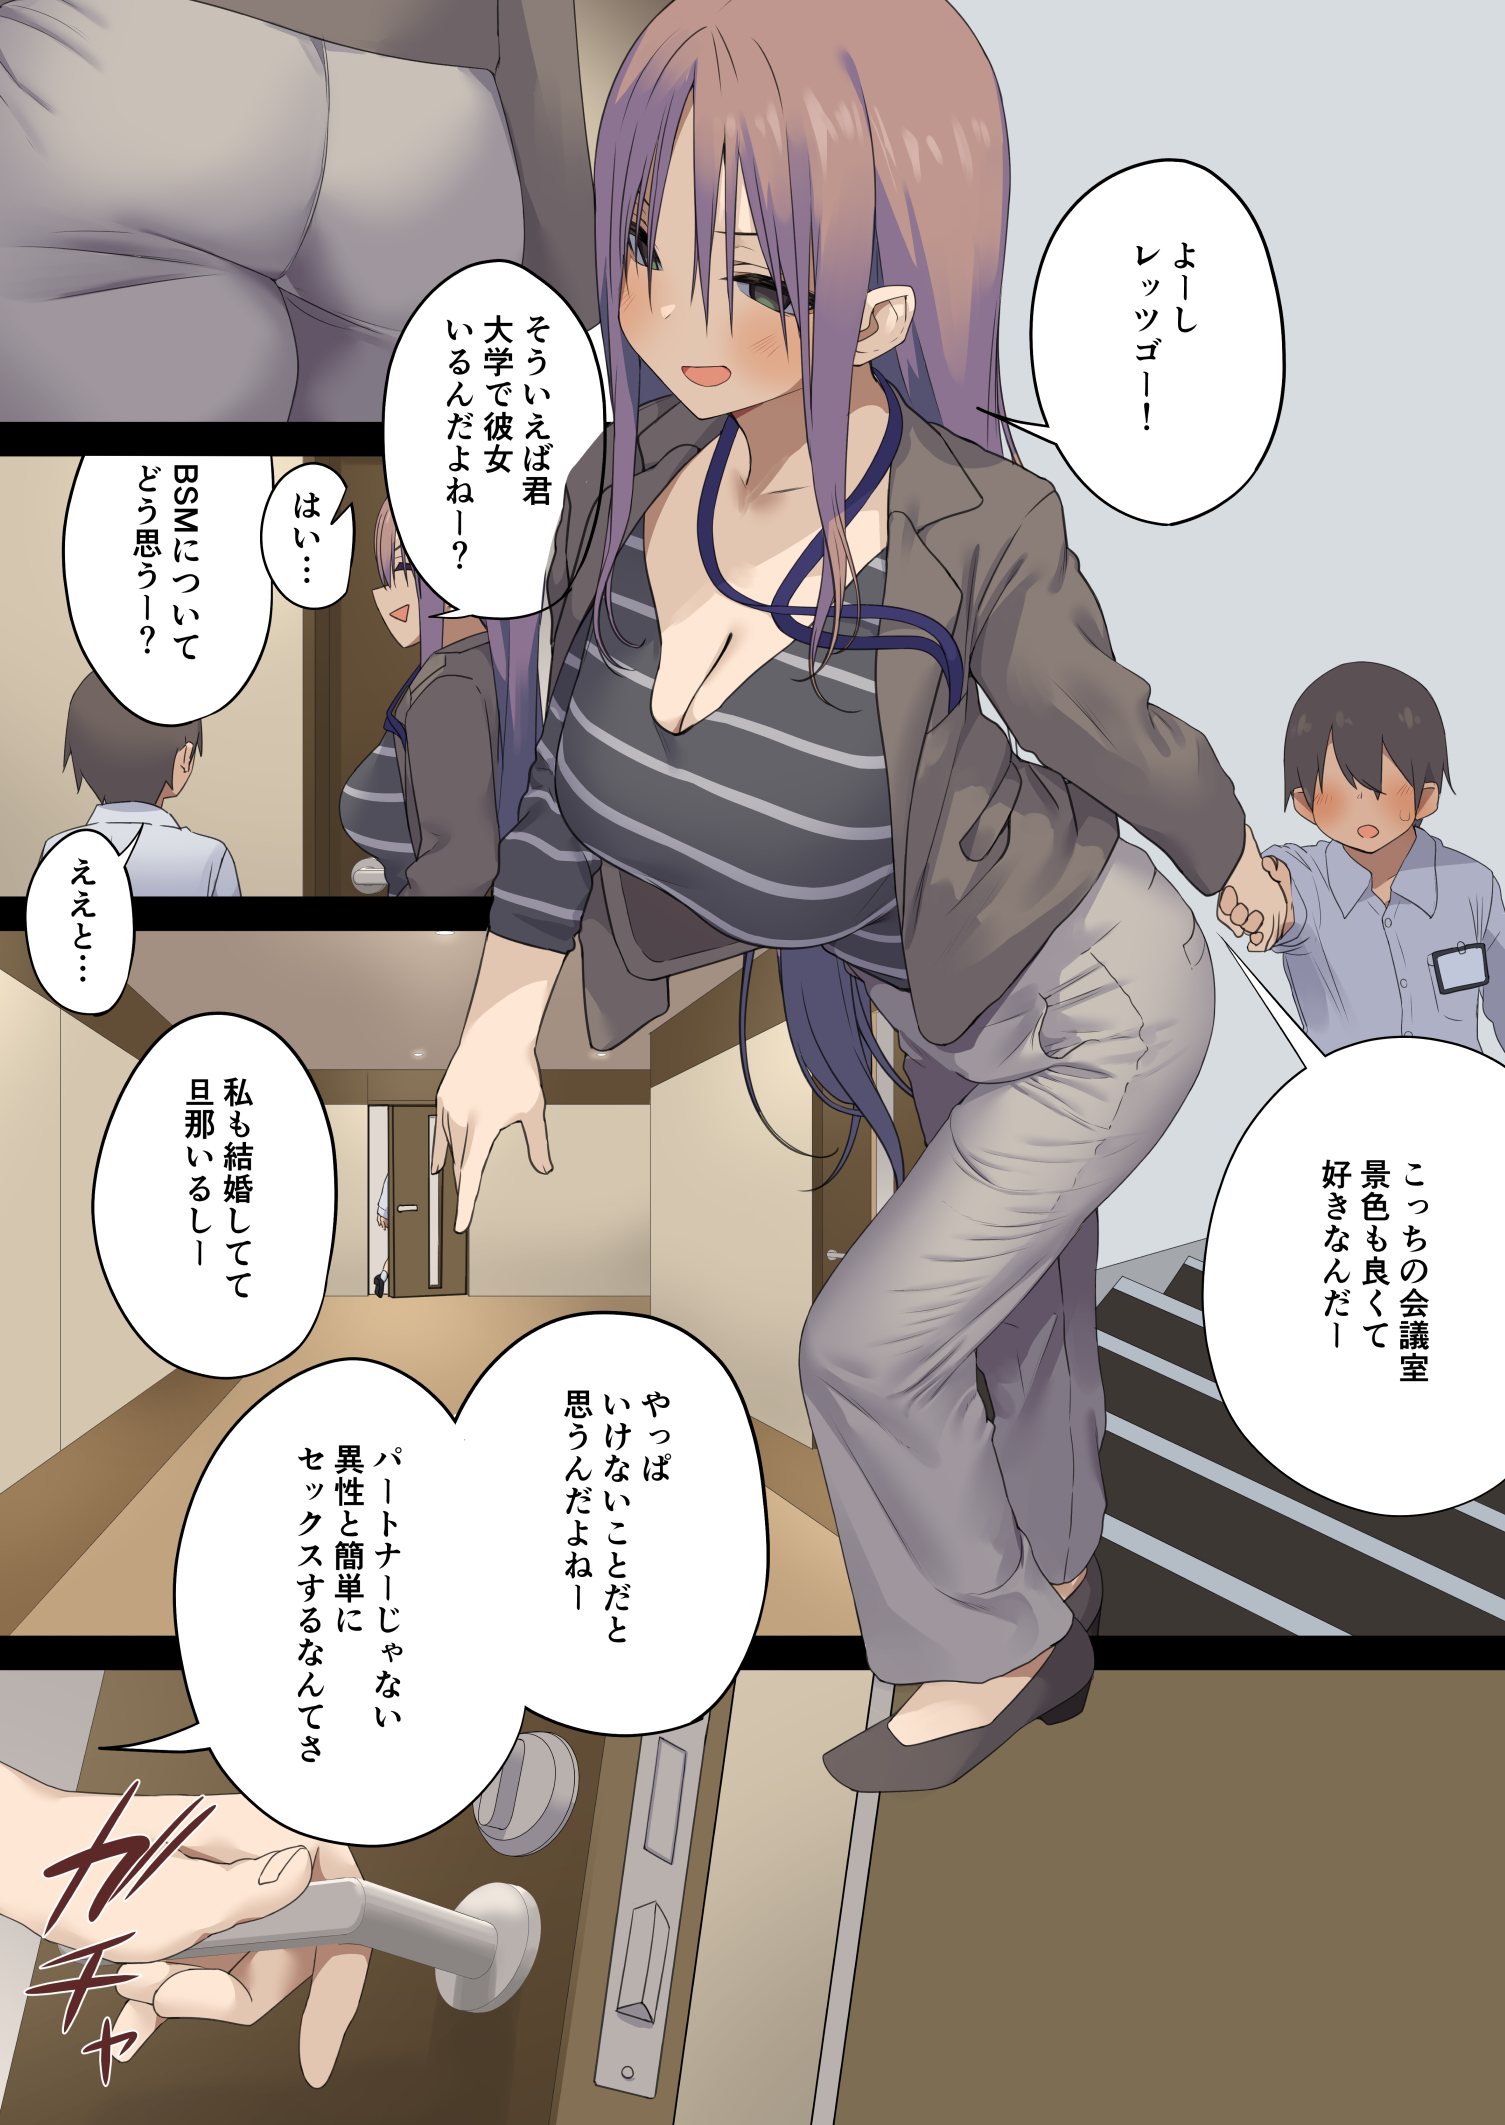 よーし
レッツゴー!
こっちの会議室
景色も良くて
好きなんだー
そういえば君
大学で彼女
いるんだよねー?
はい…
BSMについて
どう思うー?
ええと…
私も結婚してて
旦那いるしー
やっぱ
いけないことだと
思うんだよねー
パートナーじゃない
異性と簡単に
セックスするなんてさ
ガチャ